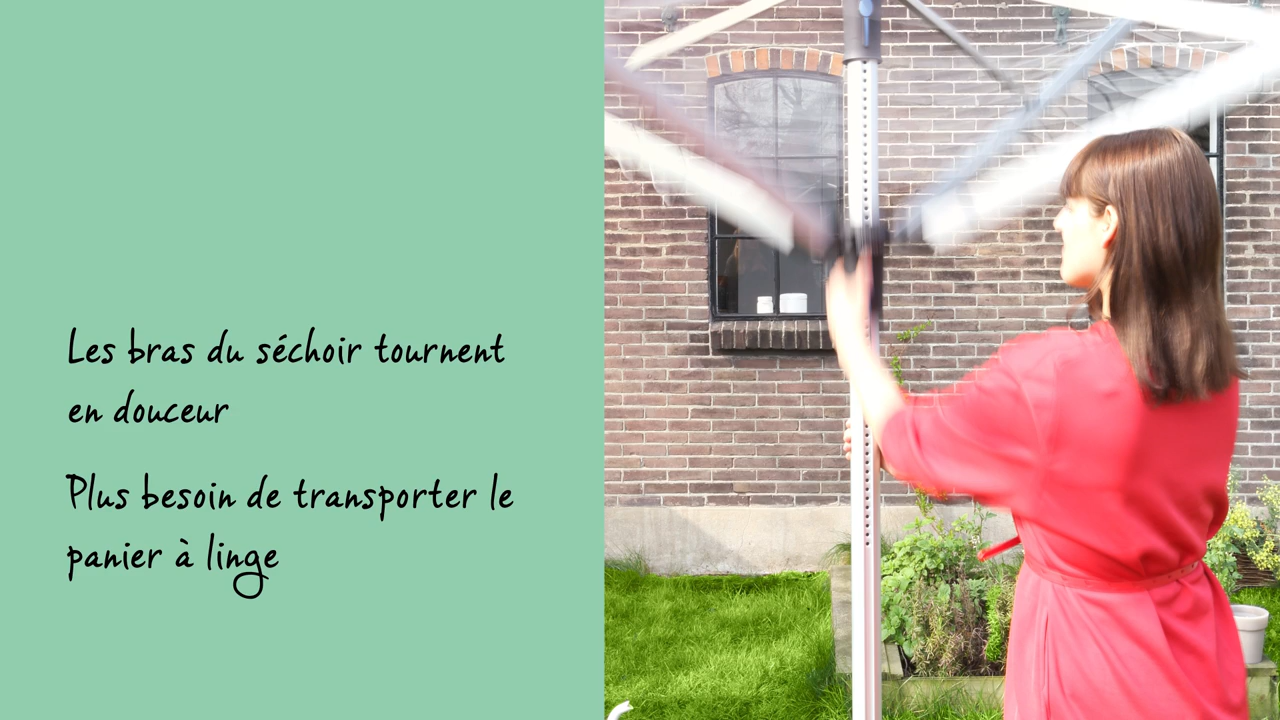 Les bras du séchoir tournent
en douceur
Plus besoin de transporter le
panier à linge